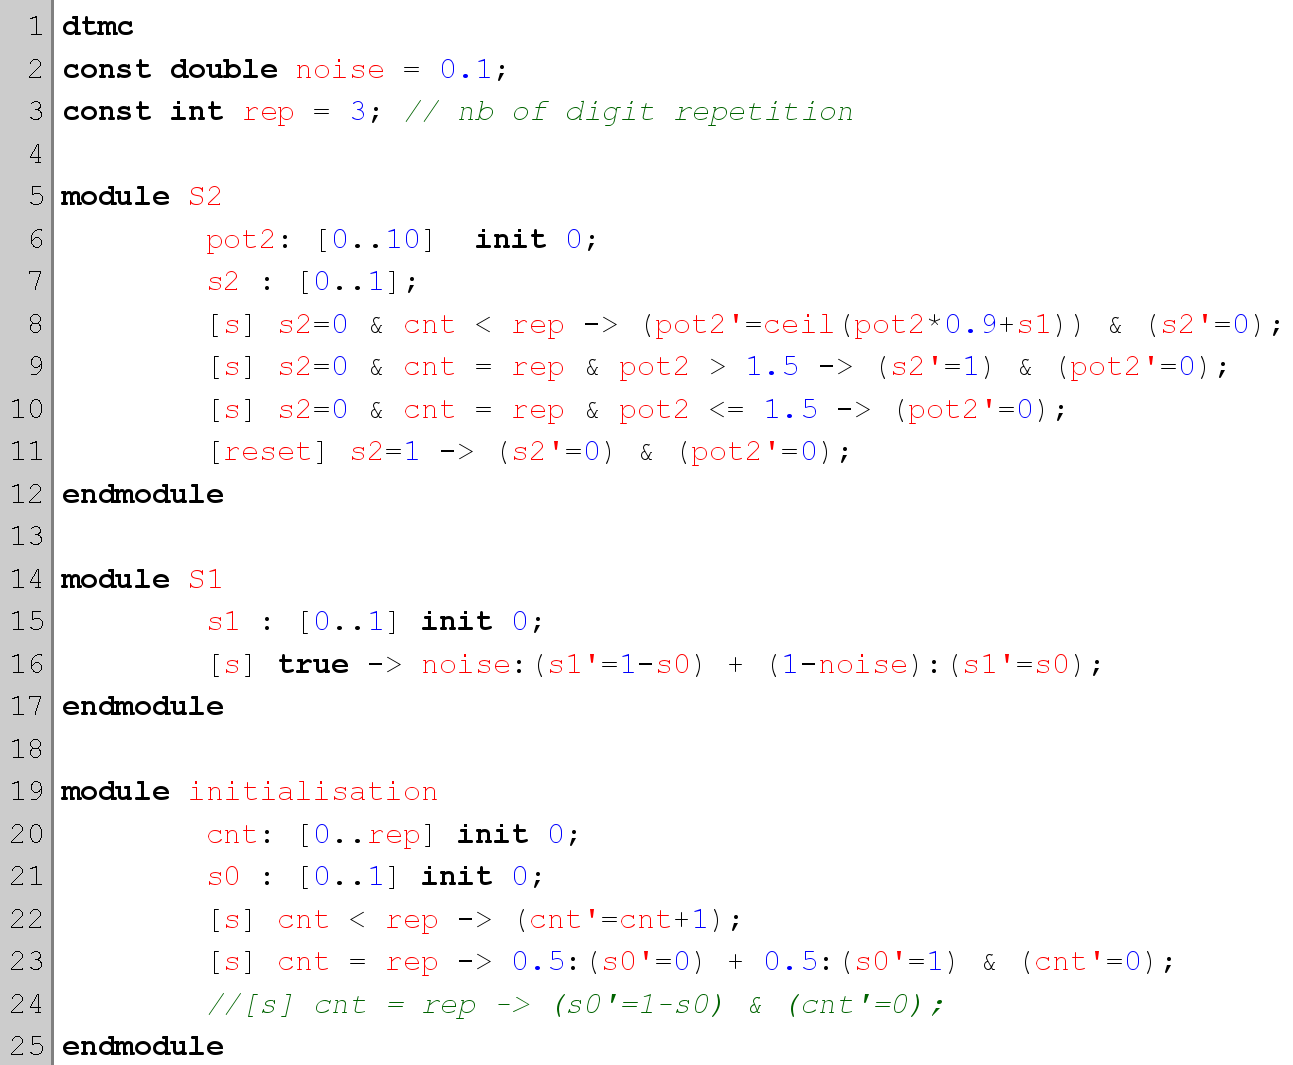 1 dtmc
2 const double noise = 0.1;
3 const int rep = 3; // nb of digit repetition
4
5 module S2
6 pot2: [0..10]  init 0;
7 s2 : [0..1];
8 [s] s2=0 & cnt < rep -> (pot2'=ceil(pot2*0.9+s1)) & (s2'=0);
9 [s] s2=0 & cnt = rep & pot2 > 1.5 -> (s2'=1) & (pot2'=0);
10 [s] s2=0 & cnt = rep & pot2 <= 1.5 -> (pot2'=0);
11 [reset] s2=1 -> (s2'=0) & (pot2'=0);
12 endmodule
13
14 module S1
15 s1 : [0..1] init 0;
16 [s] true -> noise:(s1'=1-s0) + (1-noise):(s1'=s0);
17 endmodule
18
19 module initialisation
20 cnt: [0..rep] init 0;
21 s0 : [0..1] init 0;
22 [s] cnt < rep -> (cnt'=cnt+1);
23 [s] cnt = rep -> 0.5:(s0'=0) + 0.5:(s0'=1) & (cnt'=0);
24 //[s] cnt = rep -> (s0'=1-s0) & (cnt'=0);
25 endmodule